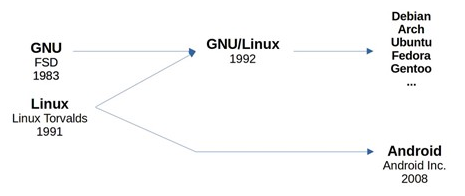 GNU
FSD
1983
Linux
Linux Torvalds
1991
GNU/Linux
1992
Debian
Arch
Ubuntu
Fedora
Gentoo
...
Android
Android Inc.
2008